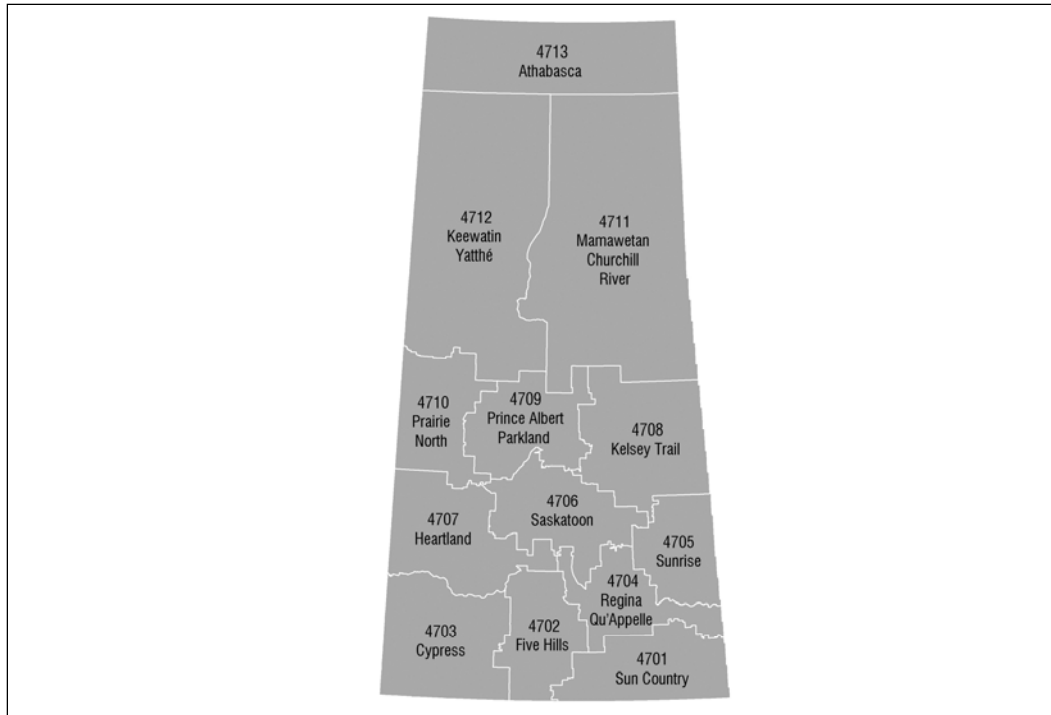 4713
Athabasca
4712
Keewatin
Yatthé
4711
Mamawetan
Churchill
River
4710
Prairie
North
4709
Prince Albert
Parkland
4708
Kelsey Trail
4706
Saskatoon
4707
Heartland
4705
Sunrise
4704
Regina
Qu'Appelle
4703
Cypress
4702
Five Hills
4701
Sun Country